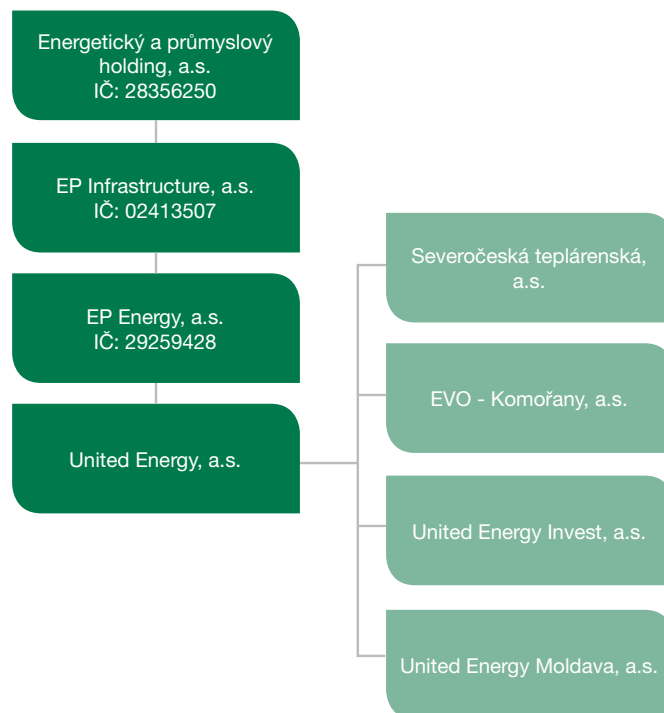 Energetický a průmyslový
holding, a.s.
IČ: 28356250
EP Infrastructure, a.s.
IČ: 02413507
EP Energy, a.s.
IČ: 29259428
United Energy, a.s.
Severočeská teplárenská,
a.s.
EVO - Komořany, a.s.
United Energy Invest, a.s.
United Energy Moldava, a.s.